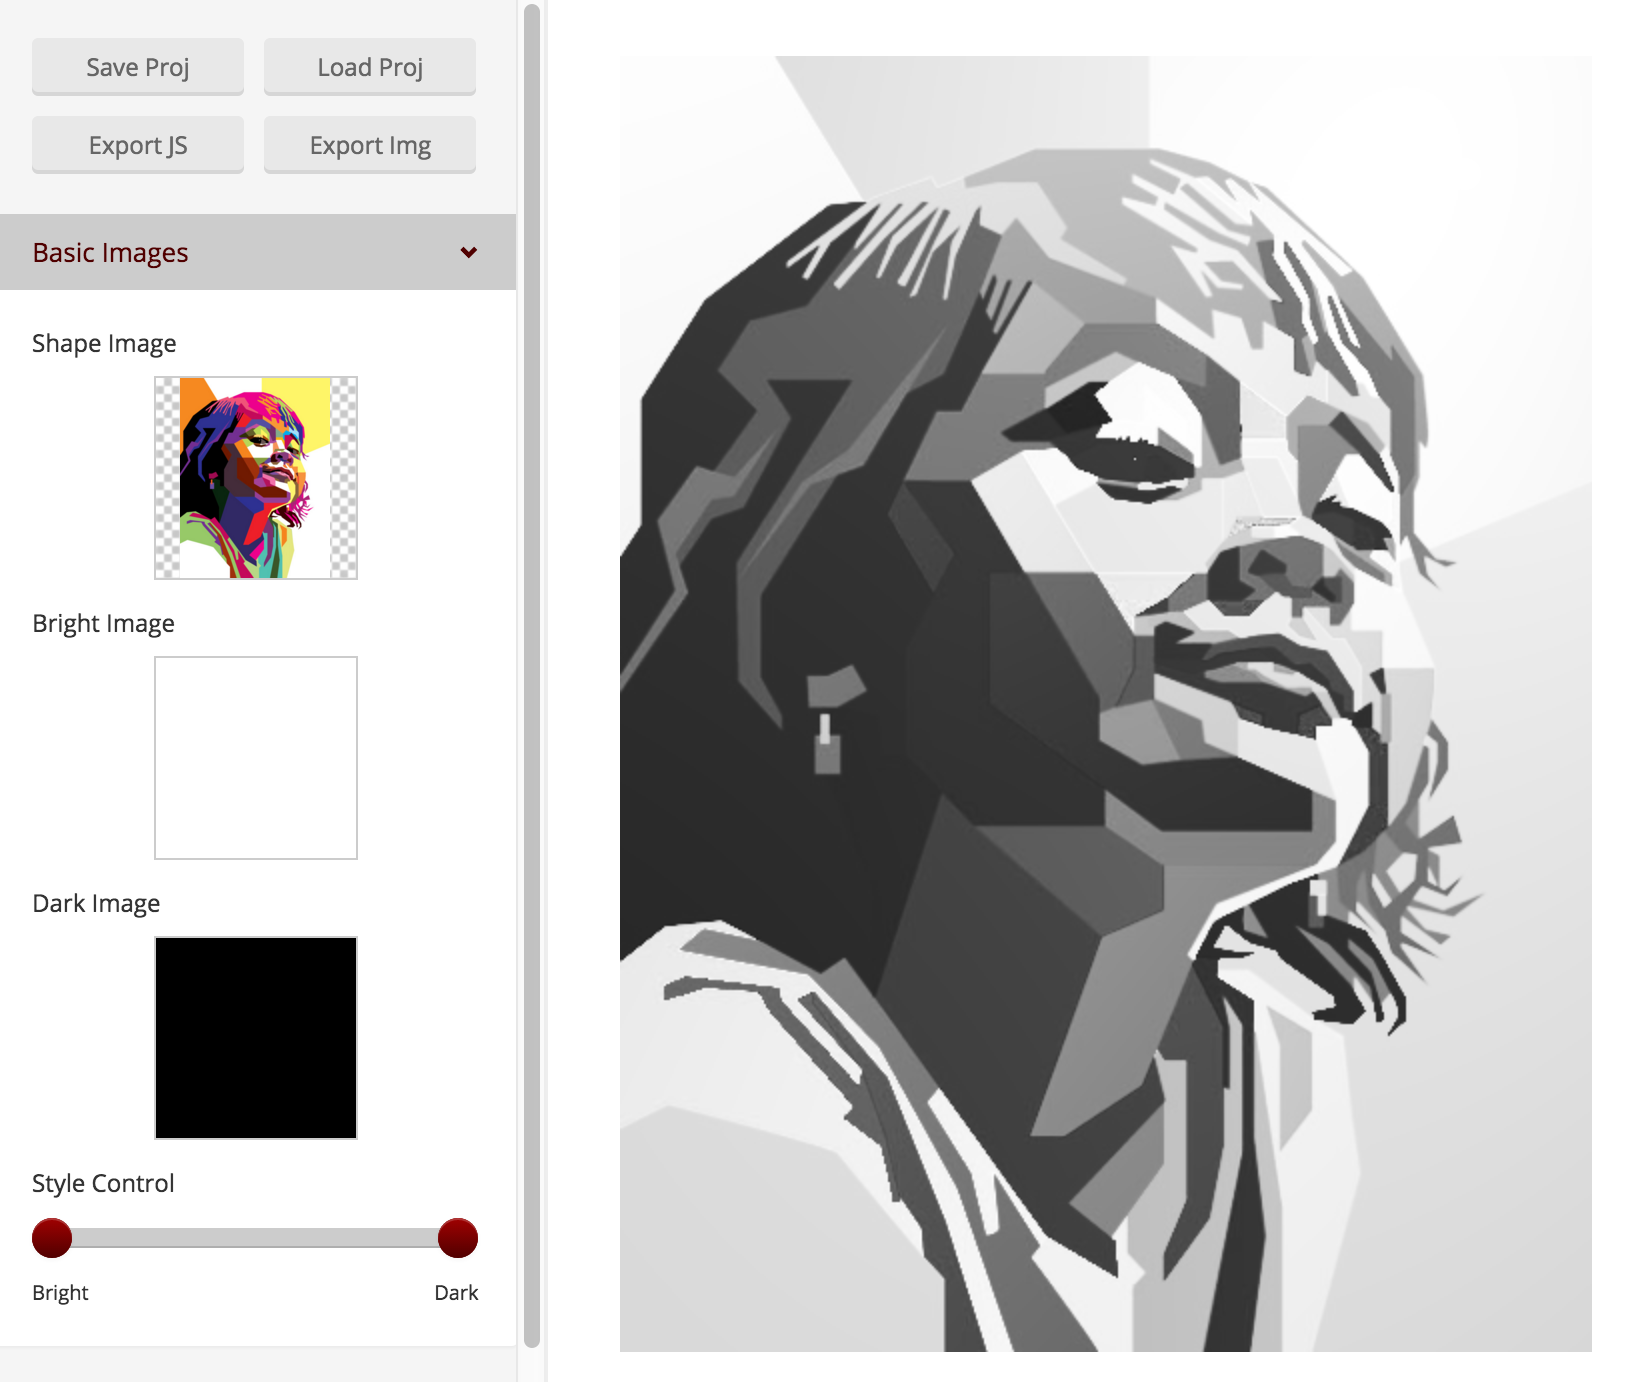 Save Proj
Load Proj
Export JS
Export Img
Basic Images
Shape Image
Bright Image
Dark Image
Style Control
Bright
Dark